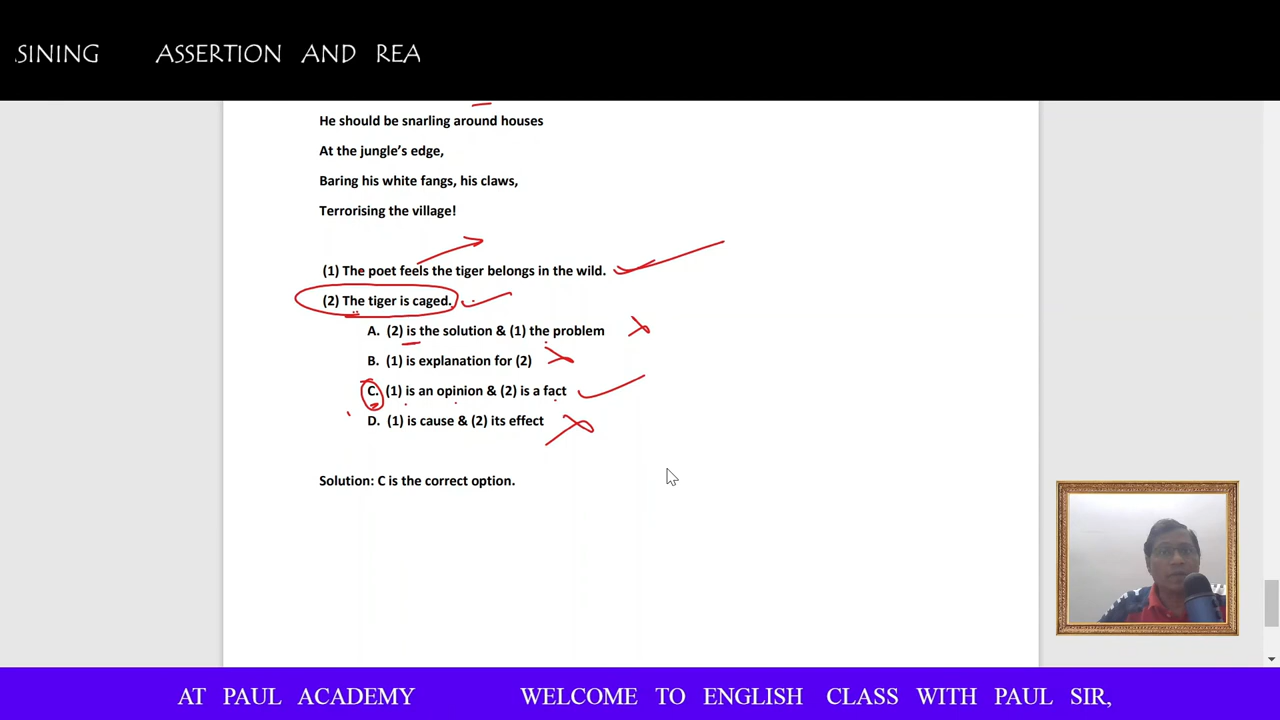 SINING ASSERTION AND REA
He should be snarling around houses
At the jungle's edge,
Baring his white fangs, his claws,
Terrorising the village!
(1) The poet feels the tiger belongs in the wild.
(2) The tiger is caged.
A. (2) is the solution & (1) the problem
B. (1) is explanation for (2)
C. (1) is an opinion & (2) is a fact
D. (1) is cause & (2) its effect
Solution: C is the correct option.
AT PAUL ACADEMY WELCOME TO ENGLISH CLASS WITH PAUL SIR,